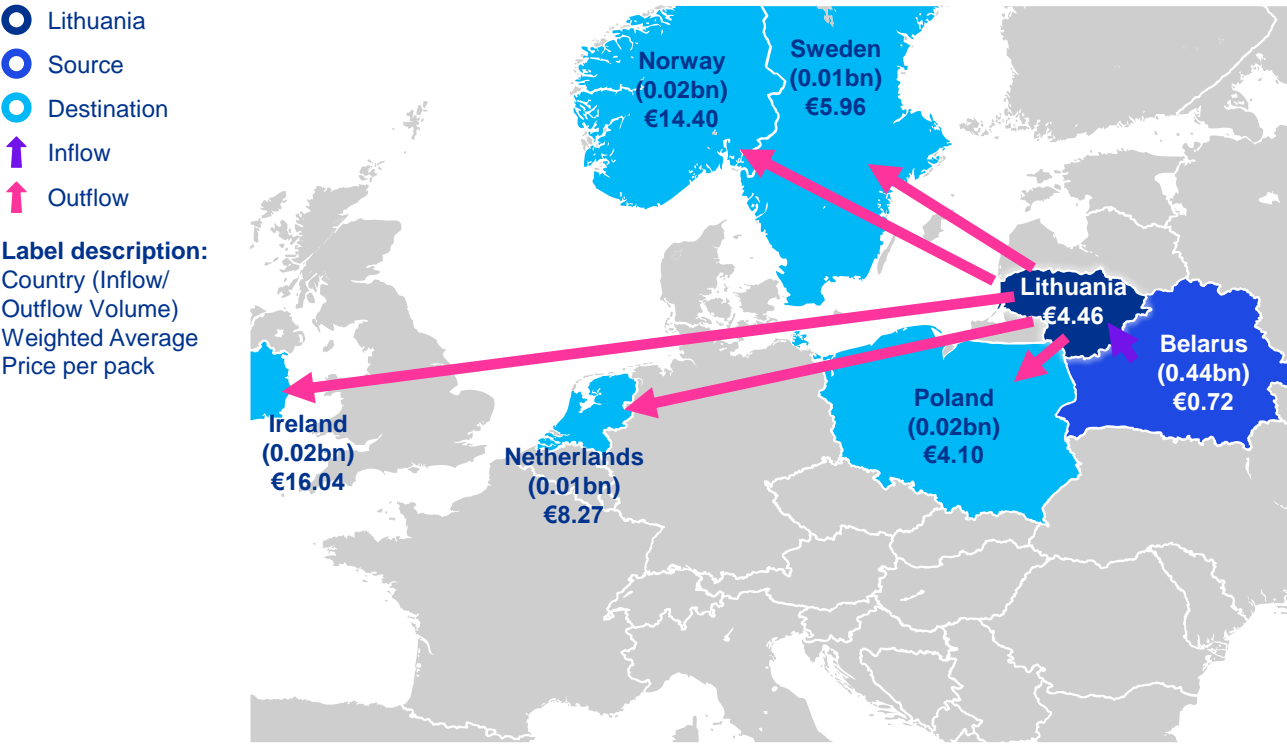 Lithuania
Source
Destination
Inflow
Outflow
Label description:
Country (Inflow/
Outflow Volume)
Weighted Average
Price per pack
Norway
(0.02bn)
€14.40
Sweden
(0.01bn)
€5.96
Lithuania
€4.46
Belarus
(0.44bn)
€0.72
Poland
(0.02bn)
€4.10
Ireland
(0.02bn)
€16.04
Netherlands
(0.01bn)
€8.27